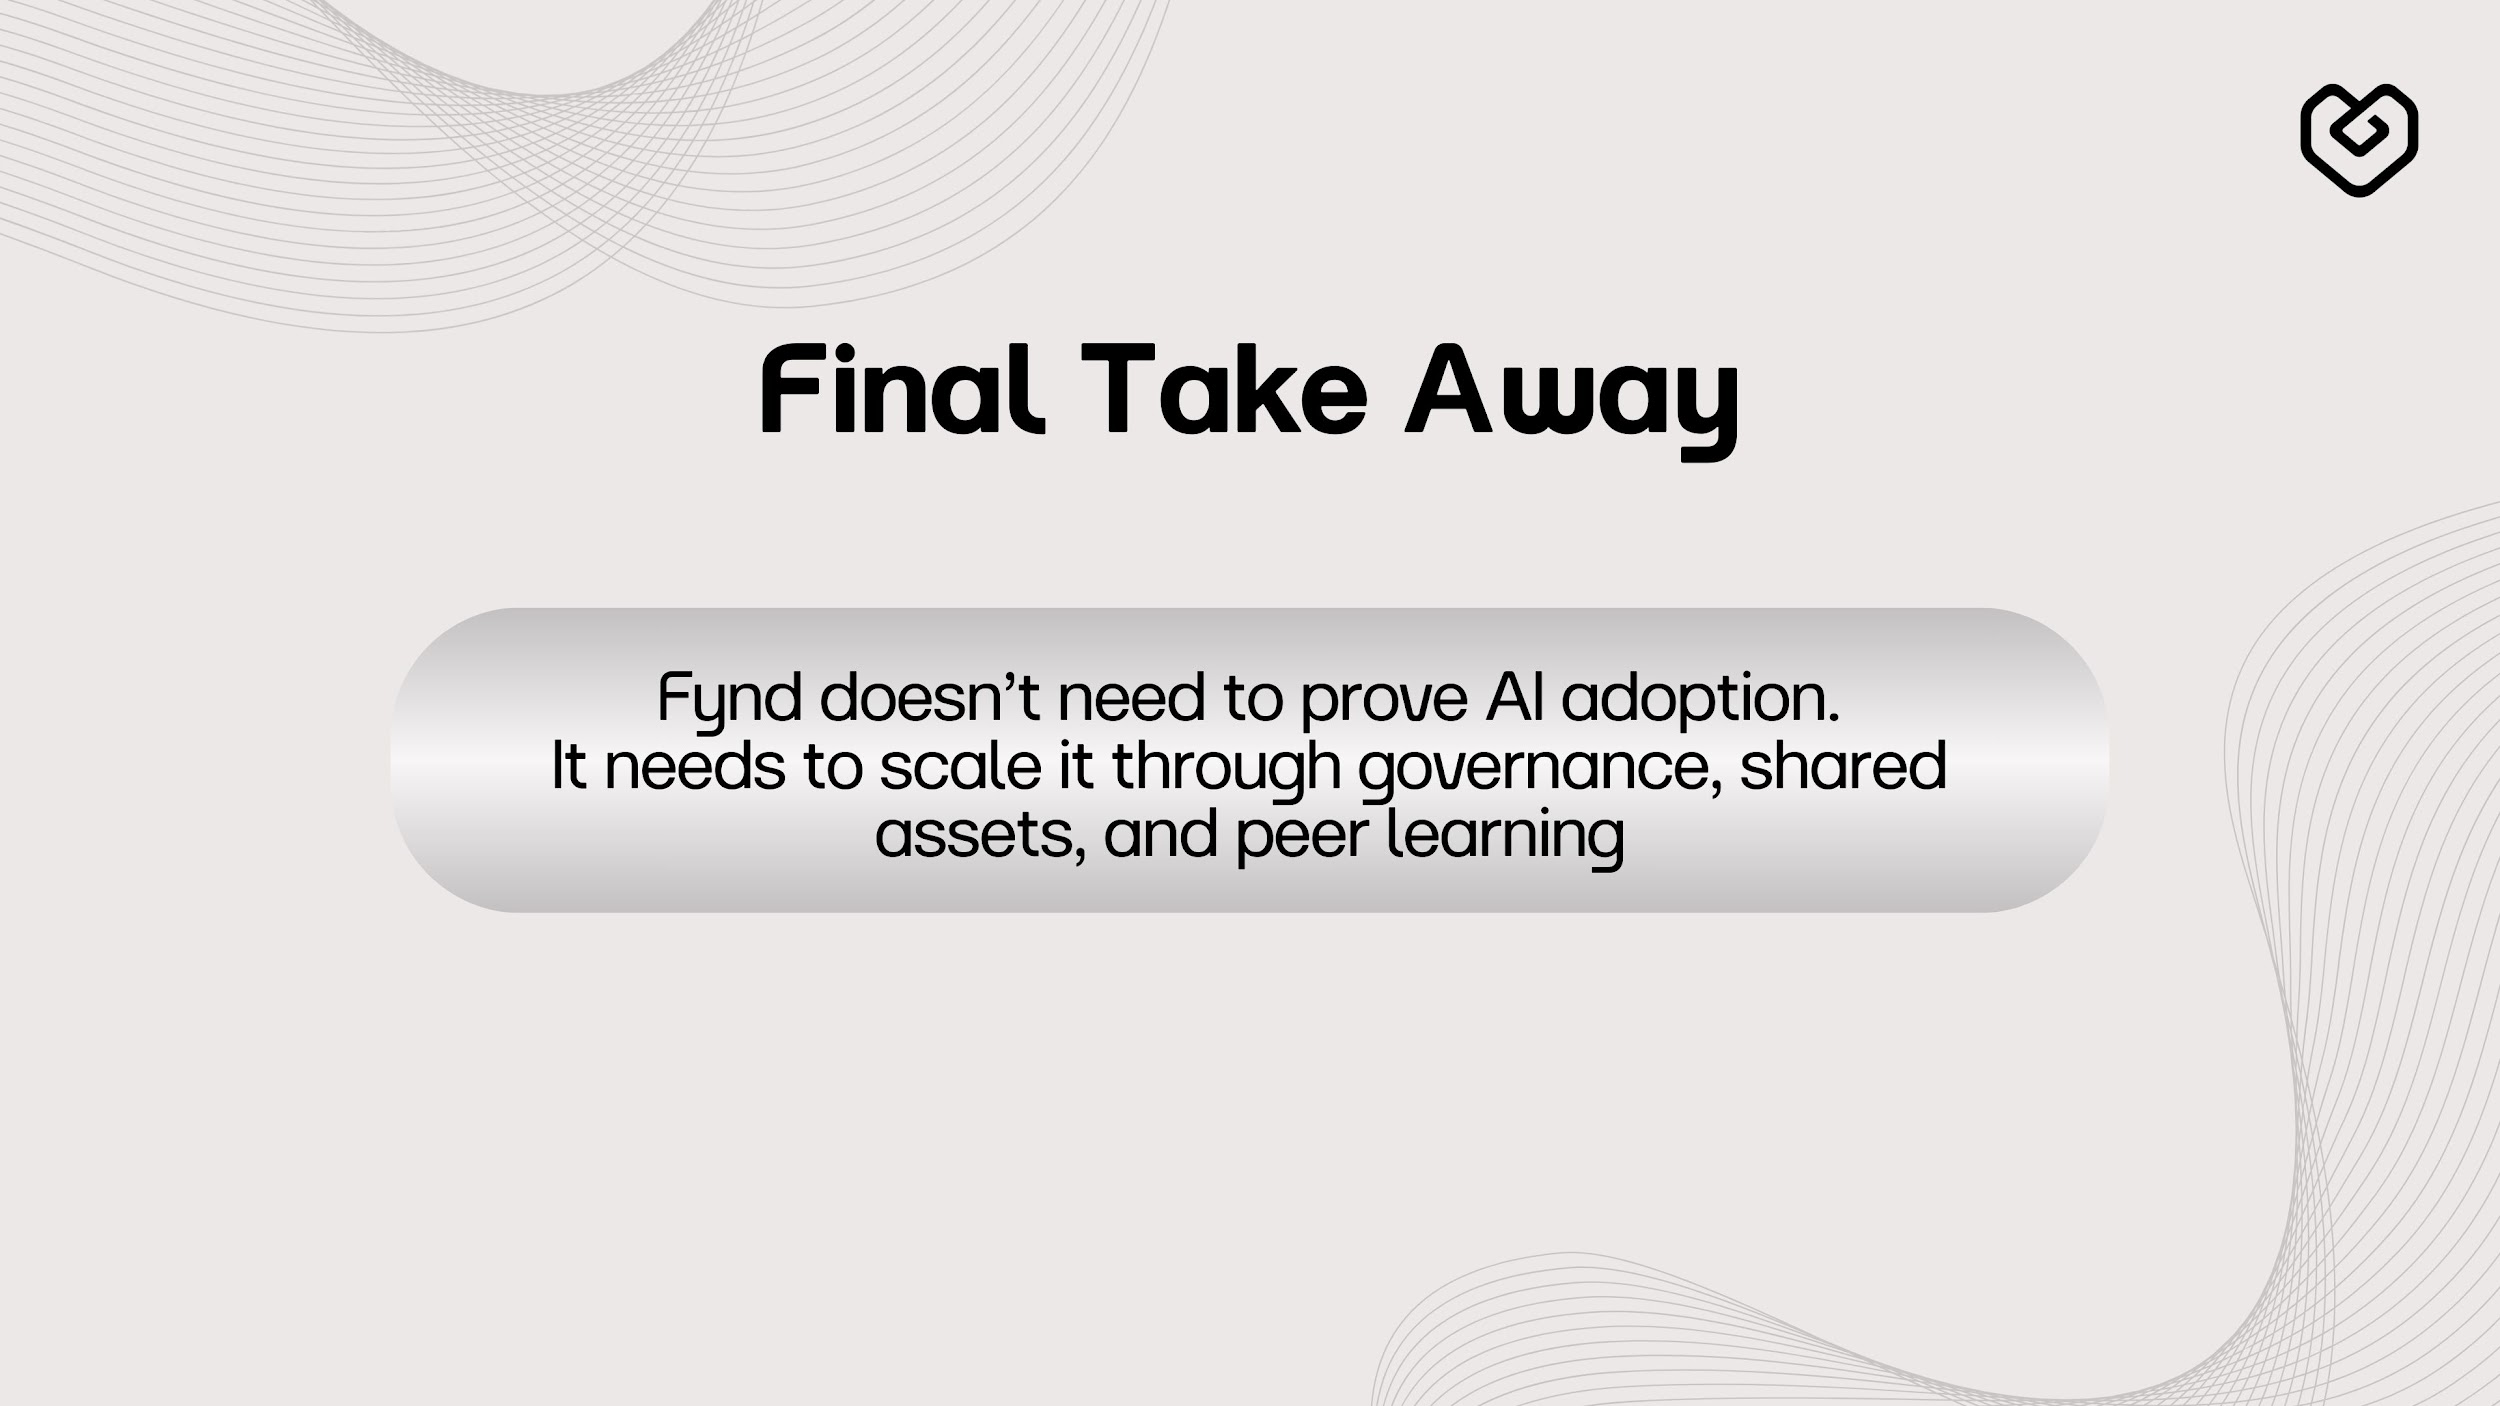 Final Take Away
Fynd doesn’t need to prove AI adoption.
It needs to scale it through governance, shared
assets, and peer learning